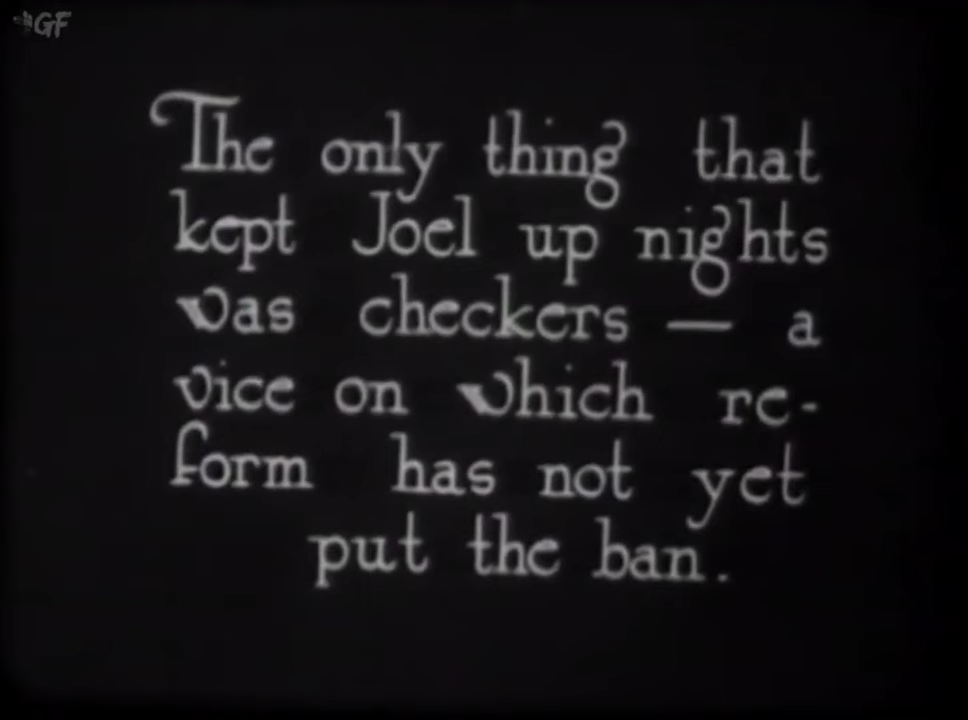 GF
The only thing that
kept Joel up nights
was checkers — a
vice on which re-
form has not yet
put the ban.